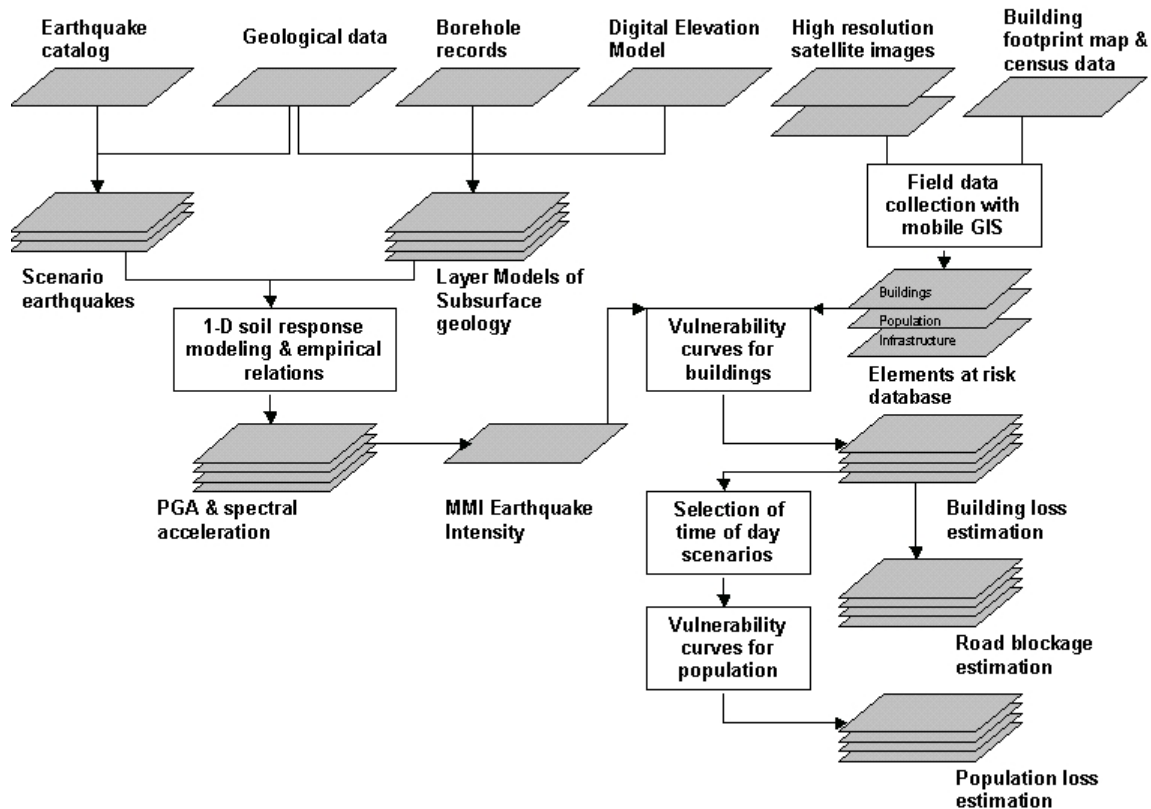 Earthquake
catalog
Geological data
Borehole
records
Digital Elevation
Model
High resolution
satellite images
Building
footprint map &
census data
Field data
collection with
mobile GIS
Scenario
earthquakes
Layer Models of
Subsurface
geology
Buildings
Population
Infrastructure
1-D soil response
modeling & empirical
relations
Vulnerability
curves for
buildings
Elements at risk
database
PGA & spectral
acceleration
MMI Earthquake
Intensity
Selection of
time of day
scenarios
Building loss
estimation
Vulnerability
curves for
population
Road blockage
estimation
Population loss
estimation